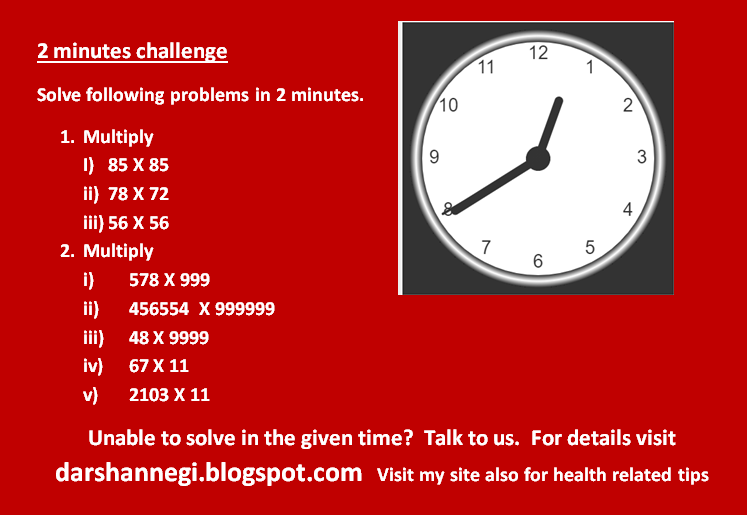 2 minutes challenge
Solve following problems in 2 minutes.
1. Multiply
I) 85 X 85
ii) 78 X 72
iii) 56 X 56
2. Multiply
i) 578 X 999
ii) 456554 X 999999
iii) 48 X 9999
iv) 67 X 11
v) 2103 X 11
12
1
2
3
4
5
6
7
8
9
10
11
Unable to solve in the given time? Talk to us. For details visit
darshannegi.blogspot.com Visit my site also for health related tips